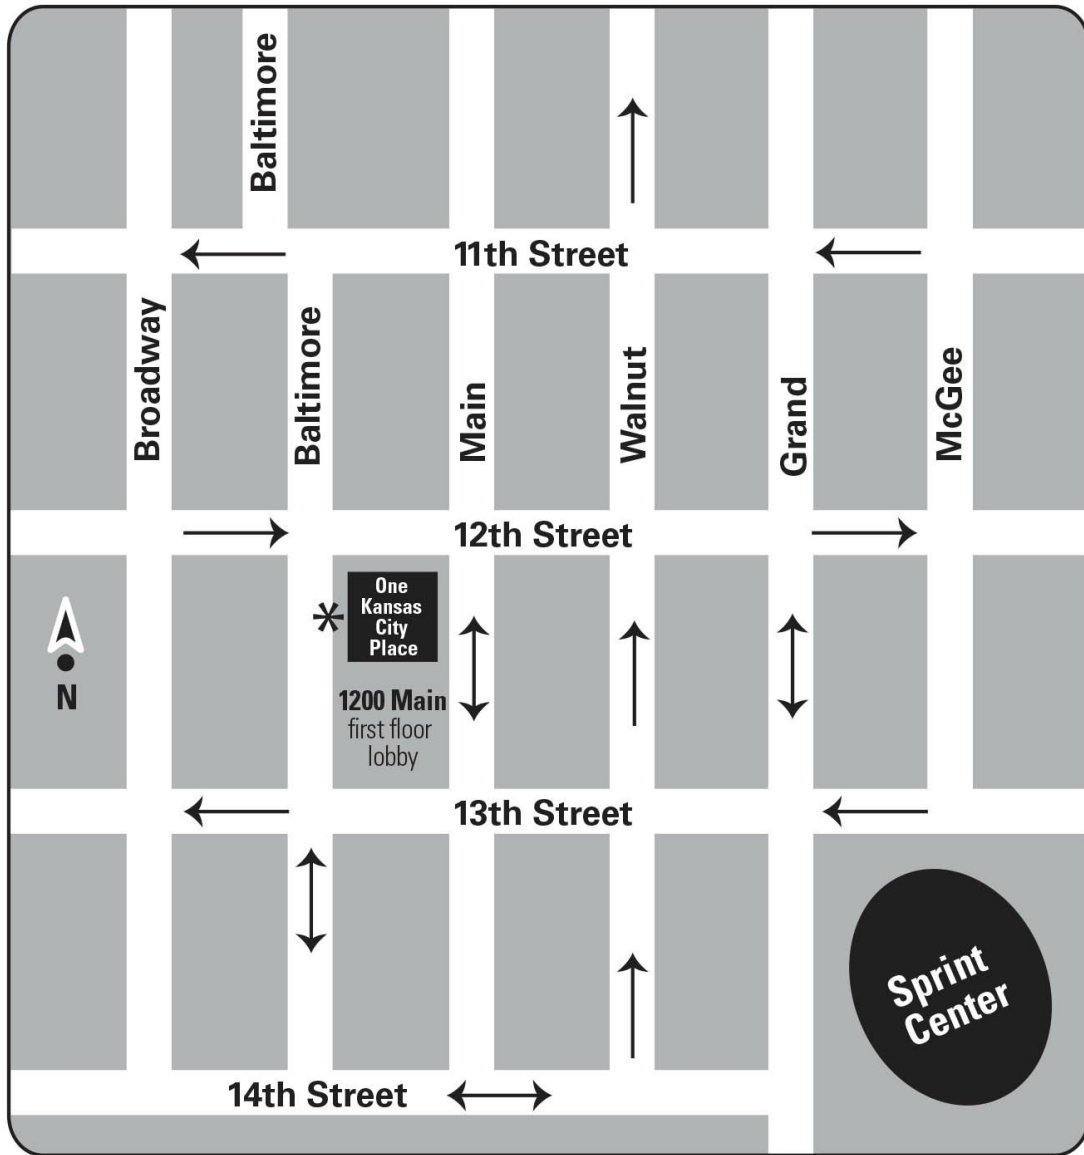 Baltimore
11th Street
Broadway
Baltimore
Main
Walnut
Grand
McGee
12th Street
One
Kansas
City
Place
*
N
1200 Main
first floor
lobby
13th Street
Sprint
Center
14th Street